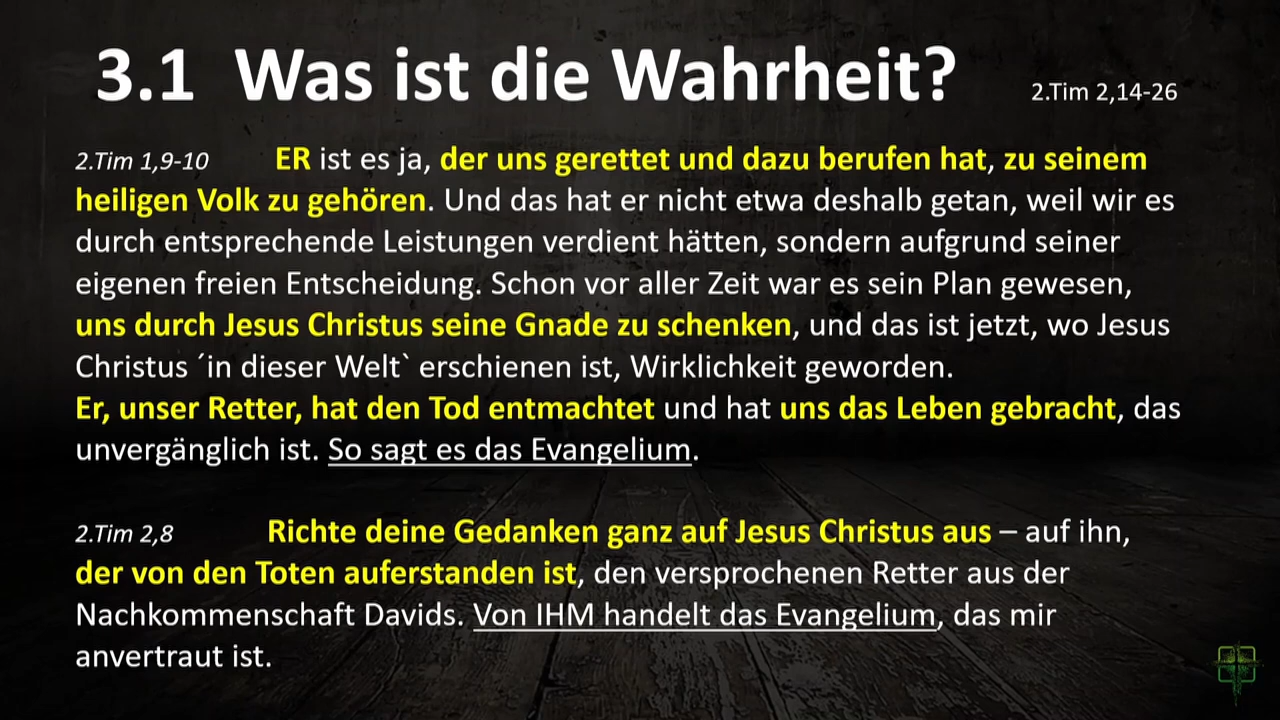 3.1 Was ist die Wahrheit? 2.Tim 2,14-26
2.Tim 1,9-10 ER ist es ja, der uns gerettet und dazu berufen hat, zu seinem
heiligen Volk zu gehören. Und das hat er nicht etwa deshalb getan, weil wir es
durch entsprechende Leistungen verdient hätten, sondern aufgrund seiner
eigenen freien Entscheidung. Schon vor aller Zeit war es sein Plan gewesen,
uns durch Jesus Christus seine Gnade zu schenken, und das ist jetzt, wo Jesus
Christus ´in dieser Welt` erschienen ist, Wirklichkeit geworden.
Er, unser Retter, hat den Tod entmachtet und hat uns das Leben gebracht, das
unvergänglich ist. So sagt es das Evangelium.
2.Tim 2,8 Richte deine Gedanken ganz auf Jesus Christus aus – auf ihn,
der von den Toten auferstanden ist, den versprochenen Retter aus der
Nachkommenschaft Davids. Von IHM handelt das Evangelium, das mir
anvertraut ist.